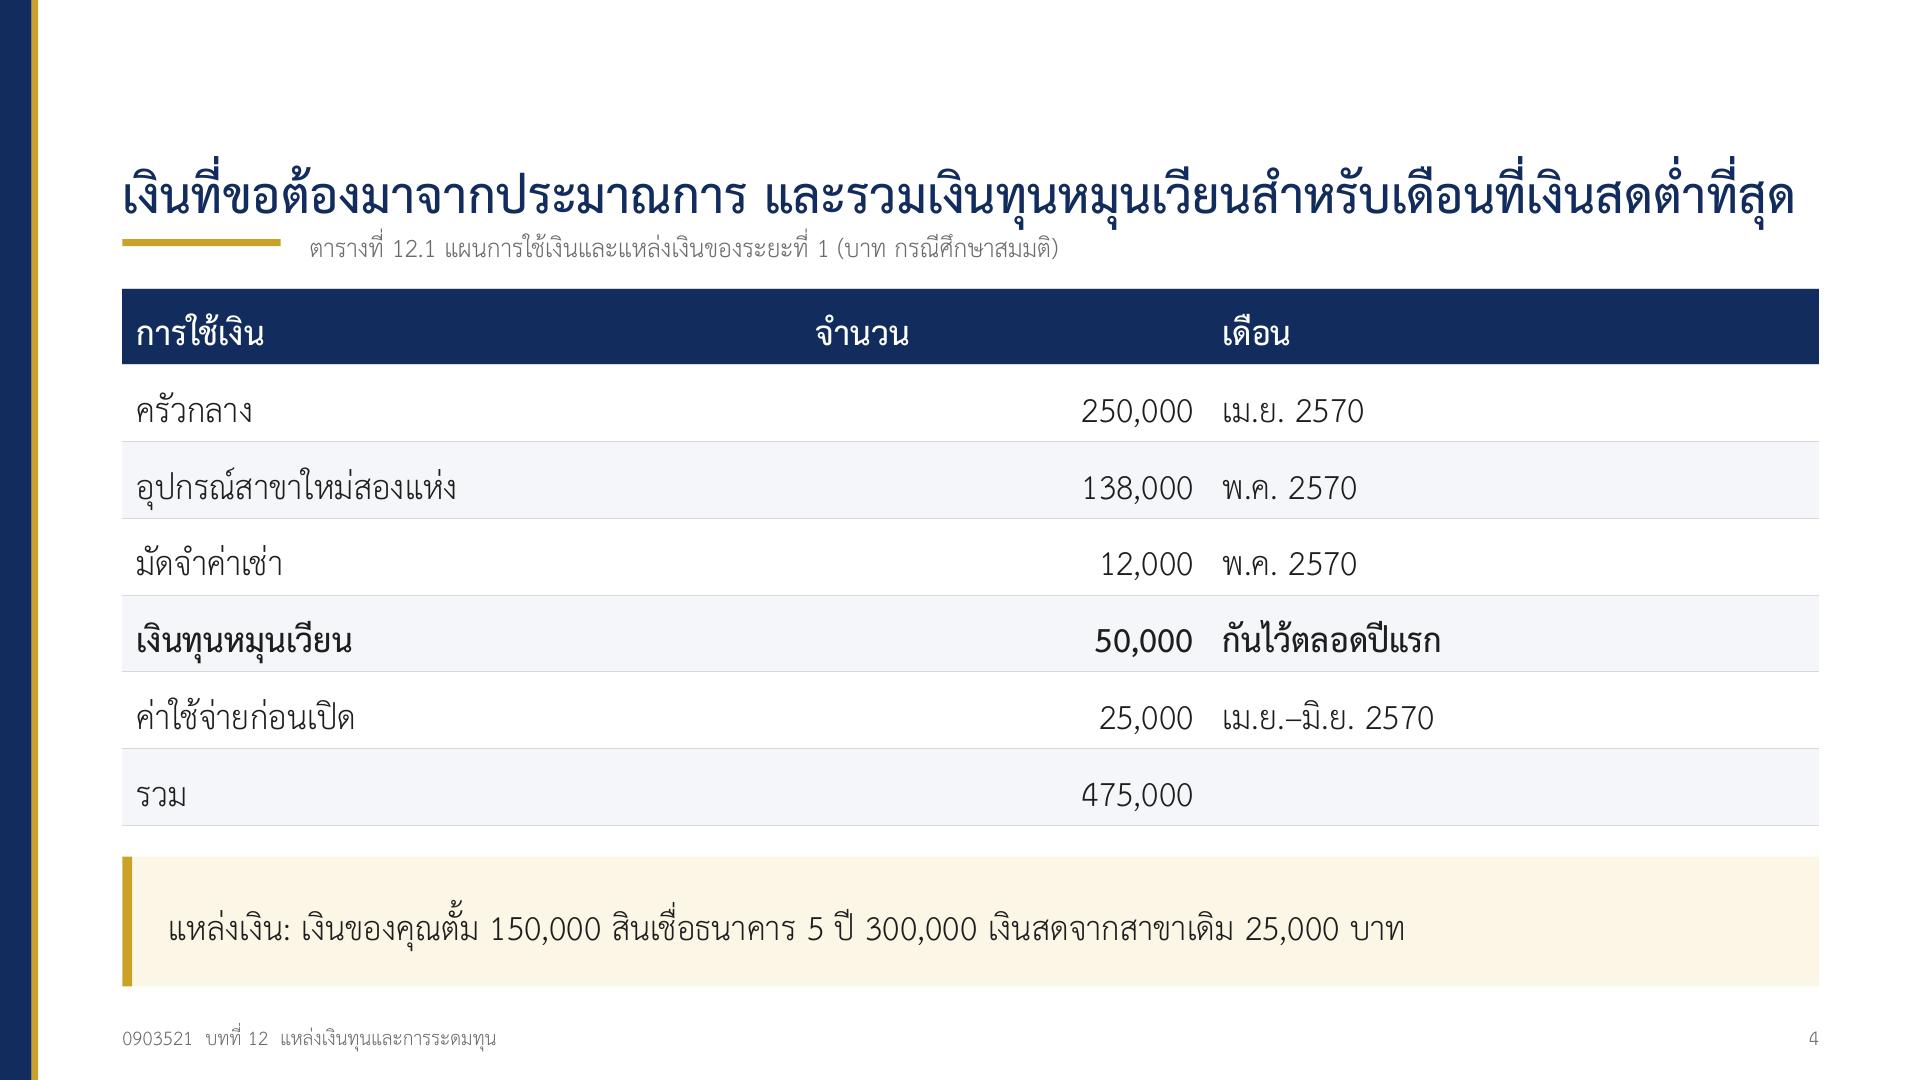 เงินที่ขอต้องมาจากประมาณการ และรวมเงินทุนหมุนเวียนสำหรับเดือนที่เงินสดต่ำที่สุด
ตารางที่ 12.1 แผนการใช้เงินและแหล่งเงินของระยะที่ 1 (บาท กรณีศึกษาสมมติ)
การใช้เงิน จำนวน เดือน
ครัวกลาง 250,000 เม.ย. 2570
อุปกรณ์สาขาใหม่สองแห่ง 138,000 พ.ค. 2570
มัดจำค่าเช่า 12,000 พ.ค. 2570
เงินทุนหมุนเวียน 50,000 กันไว้ตลอดปีแรก
ค่าใช้จ่ายก่อนเปิด 25,000 เม.ย.–มิ.ย. 2570
รวม 475,000
แหล่งเงิน: เงินของคุณตั้ม 150,000 สินเชื่อธนาคาร 5 ปี 300,000 เงินสดจากสาขาเดิม 25,000 บาท
0903521 บทที่ 12 แหล่งเงินทุนและการระดมทุน 4